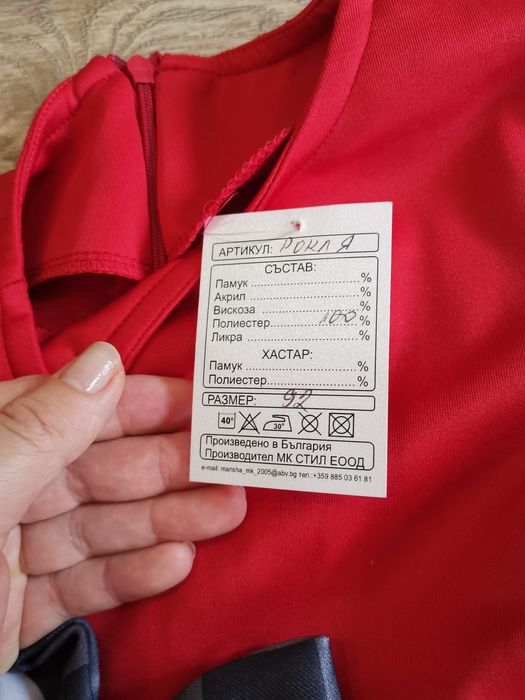 АРТИКУЛ: РОКЛЯ
СЪСТАВ:
Памук ........................ %
Акрил ........................ %
Вискоза ..................... %
Полиестер....... 100 %
Ликра ........................ %
ХАСТАР:
Памук ........................ %
Полиестер.................. %
РАЗМЕР: 92
40° 30°
Произведено в България
Производител МК СТИЛ ЕООД
e-mail: marisha_mk_2005@abv.bg тел.:+359 885 03 61 81